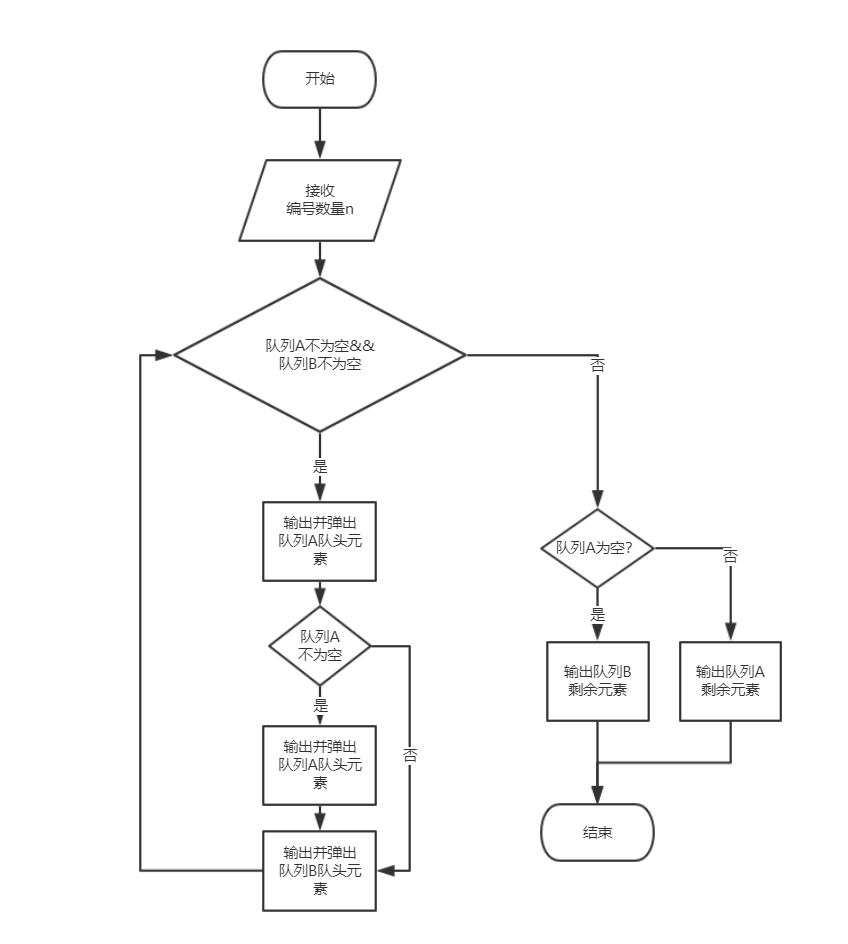 开始
接收
编号数量n
队列A不为空&&
队列B不为空
否
是
输出并弹出
队列A队头元
素
队列A为空?
否
是
队列A
不为空
是
否
输出队列B
剩余元素
输出队列A
剩余元素
输出并弹出
队列A队头元
素
输出并弹出
队列B队头元
素
结束